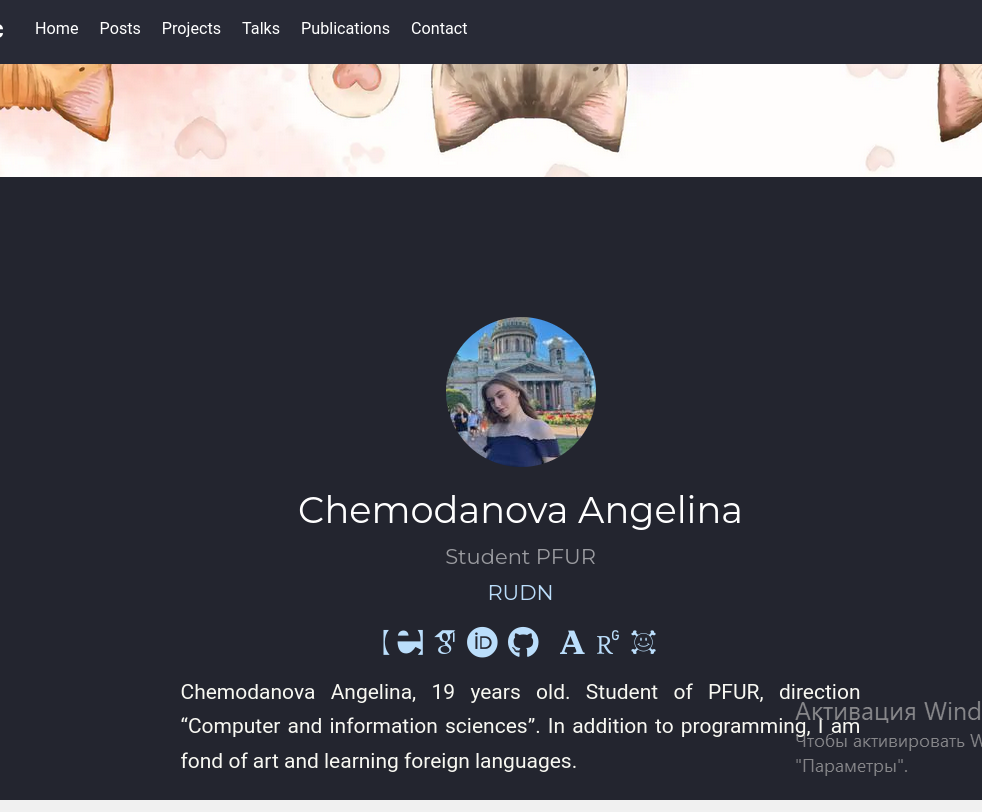 Home Posts Projects Talks Publications Contact
Chemodanova Angelina
Student PFUR
RUDN
Chemodanova Angelina, 19 years old. Student of PFUR, direction
“Computer and information sciences”. In addition to programming, I am
fond of art and learning foreign languages.
Активация Wind
Чтобы активировать W
"Параметры".